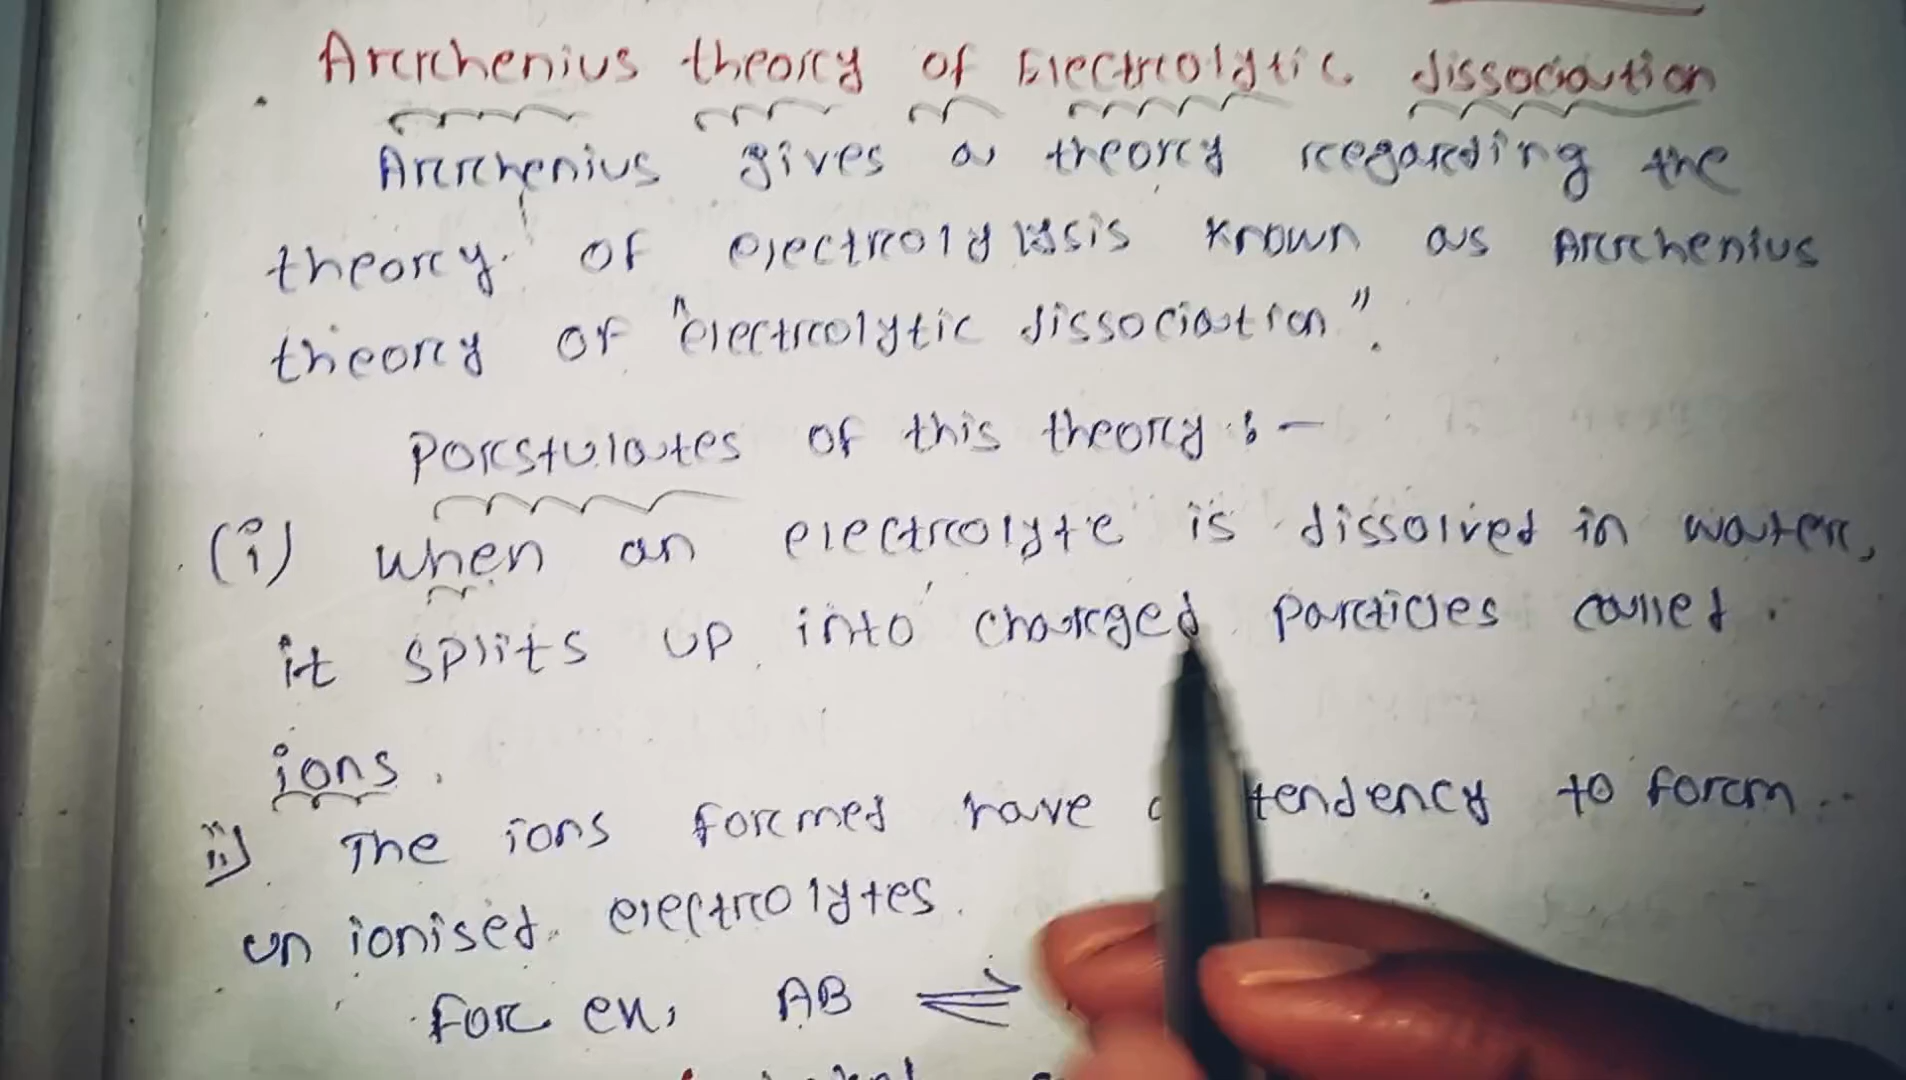 Arrhenius theory of Electrolytic dissociation
Arrhenius gives a theory regarding the
theory of electrolysis known as Arrhenius
theory of "electrolytic dissociation".
Porstulates of this theory :-
(i) When an electrolyte is dissolved in water,
it splits up into charged particles called
ions.
ii) The ions formed have a tendency to form
un ionised electrolytes.
For ex, AB ⇌